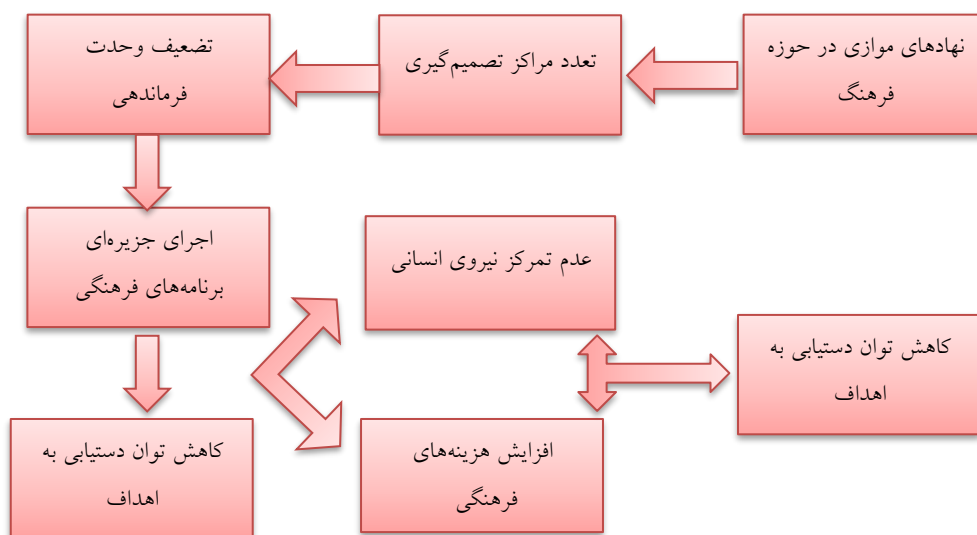 نهادهای موازی در حوزه
فرهنگ
تعدد مراکز تصمیم‌گیری
تضعیف وحدت
فرماندهی
اجرای جزیره‌ای
برنامه‌های فرهنگی
کاهش توان دستیابی به
اهداف
عدم تمرکز نیروی انسانی
افزایش هزینه‌های
فرهنگی
کاهش توان دستیابی به
اهداف